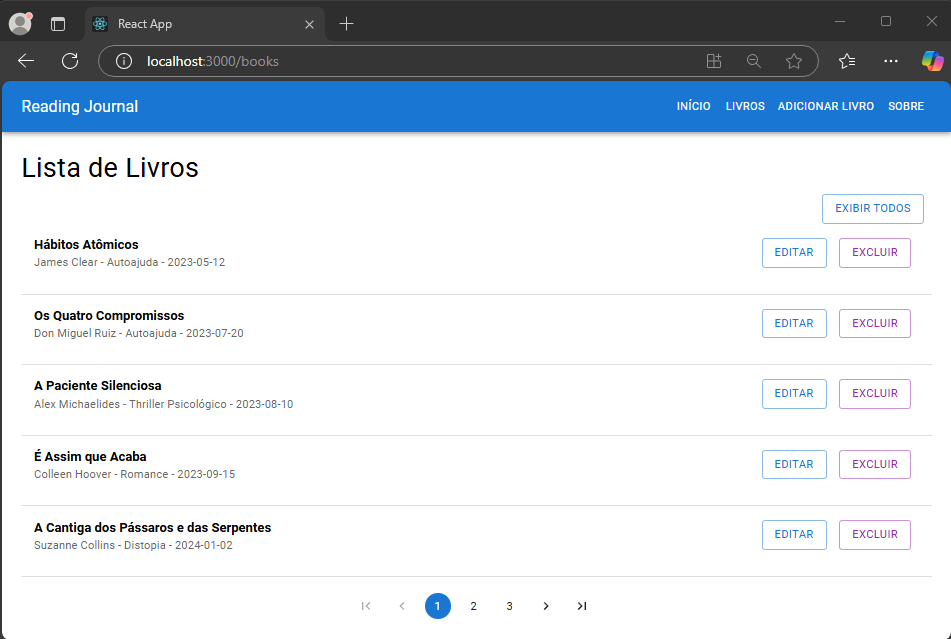 React App
localhost:3000/books
Reading Journal
INÍCIO LIVROS ADICIONAR LIVRO SOBRE
Lista de Livros
EXIBIR TODOS
Hábitos Atômicos
James Clear - Autoajuda - 2023-05-12
EDITAR EXCLUIR
Os Quatro Compromissos
Don Miguel Ruiz - Autoajuda - 2023-07-20
EDITAR EXCLUIR
A Paciente Silenciosa
Alex Michaelides - Thriller Psicológico - 2023-08-10
EDITAR EXCLUIR
É Assim que Acaba
Colleen Hoover - Romance - 2023-09-15
EDITAR EXCLUIR
A Cantiga dos Pássaros e das Serpentes
Suzanne Collins - Distopia - 2024-01-02
EDITAR EXCLUIR
1 2 3